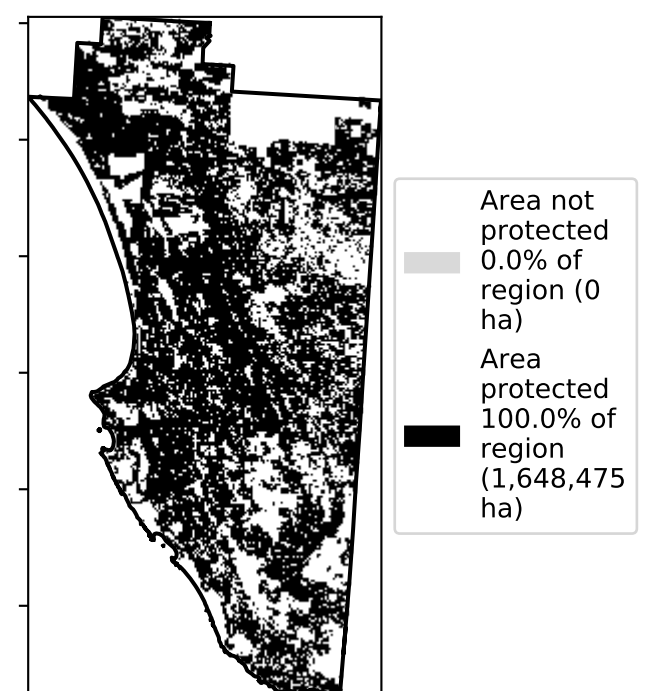 Area not
protected
0.0% of
region (0
ha)
Area
protected
100.0% of
region
(1,648,475
ha)